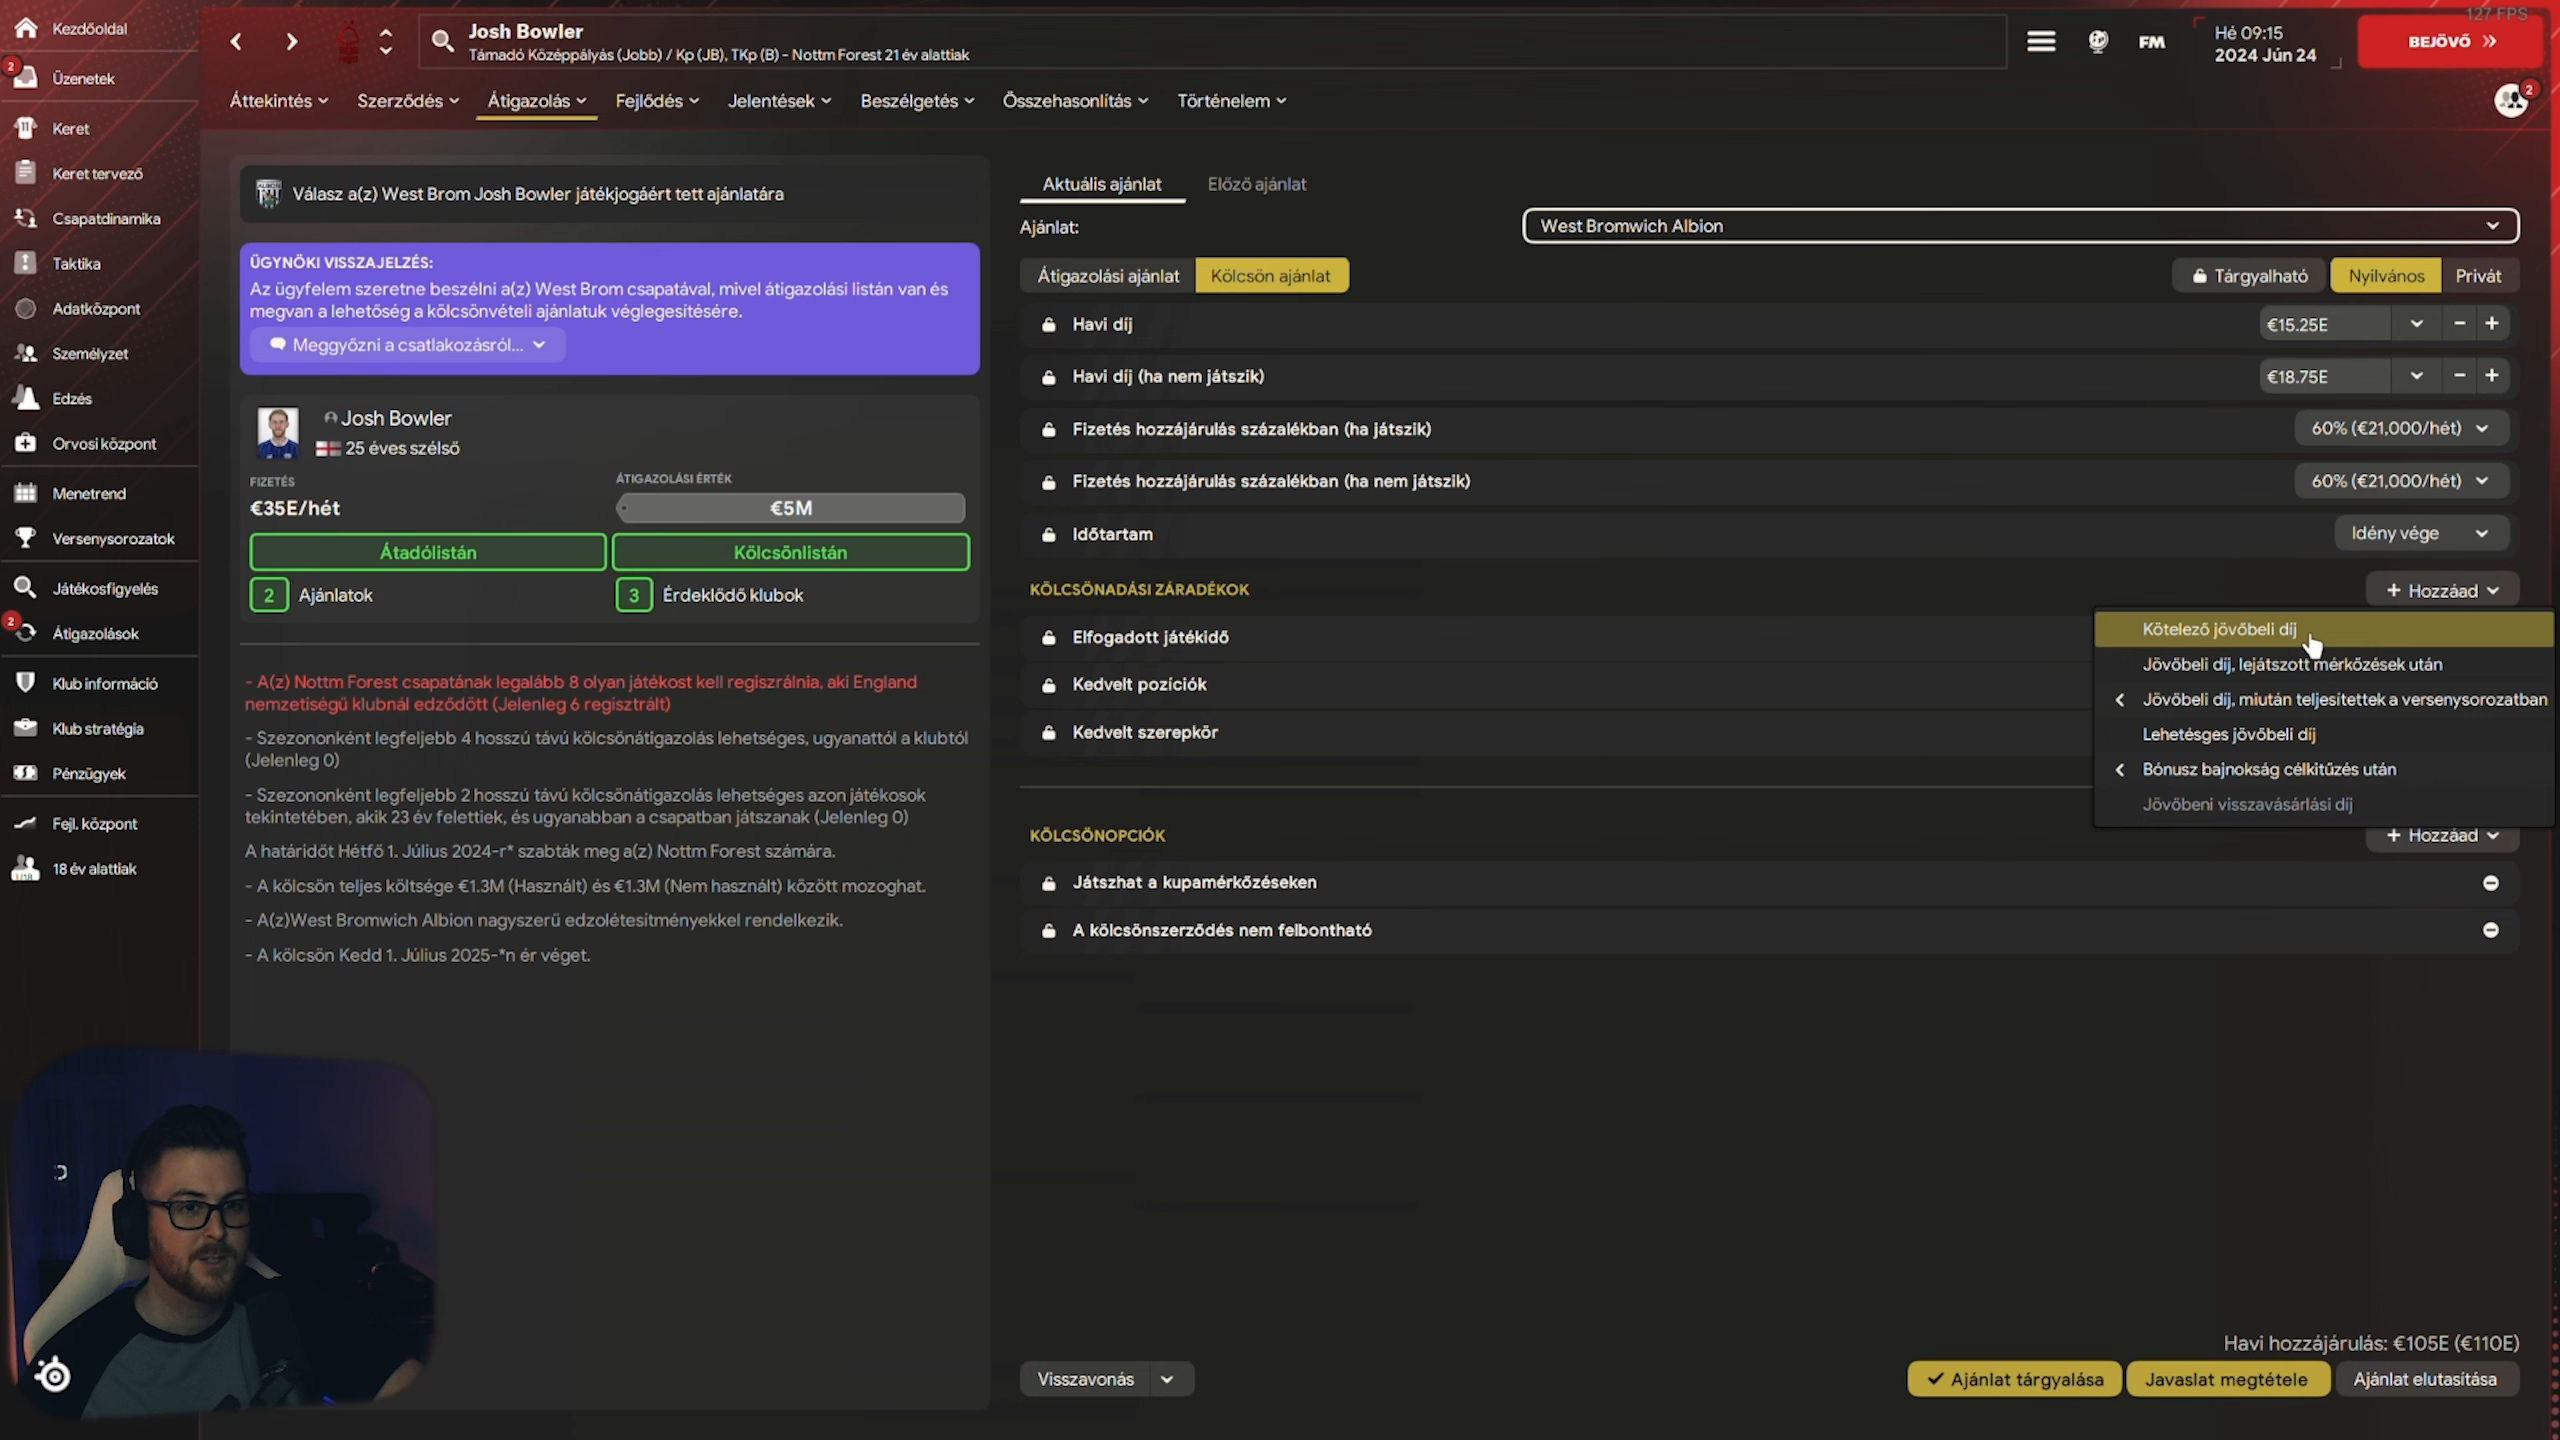 Kezdőoldal
2
Üzenetek
Keret
Keret tervező
Csapatdinamika
Taktika
Adatközpont
Személyzet
Edzés
Orvosi központ
Menetrend
Versenysorozatok
Játékosfigyelés
2
Átigazolások
Klub információ
Klub stratégia
Pénzügyek
Fejl. központ
18 év alattiak
Josh Bowler
Támadó Középpályás (Jobb) / Kp (JB), TKp (B) - Nottm Forest 21 év alattiak
FM
Hé 09:15
2024 Jún 24
127 FPS
BEJÖVŐ
2
Áttekintés
Szerződés
Átigazolás
Fejlődés
Jelentések
Beszélgetés
Összehasonlítás
Történelem
Válasz a(z) West Brom Josh Bowler játékjogáért tett ajánlatára
ÜGYNÖKI VISSZAJELZÉS:
Az ügyfelem szeretne beszélni a(z) West Brom csapatával, mivel átigazolási listán van és
megvan a lehetőség a kölcsönvételi ajánlatuk véglegesítésére.
Meggyőzni a csatlakozásról...
Josh Bowler
25 éves szélső
FIZETÉS
€35E/hét
ÁTIGAZOLÁSI ÉRTÉK
€5M
Átadólistán
Kölcsönlistán
2 Ajánlatok
3 Érdeklődő klubok
- A(z) Nottm Forest csapatának legalább 8 olyan játékost kell regiszrálnia, aki England
nemzetiségű klubnál edződött (Jelenleg 6 regisztrált)
- Szezononként legfeljebb 4 hosszú távú kölcsönátigazolás lehetséges, ugyanattól a klubtól
(Jelenleg 0)
- Szezononként legfeljebb 2 hosszú távú kölcsönátigazolás lehetséges azon játékosok
tekintetében, akik 23 év felettiek, és ugyanabban a csapatban játszanak (Jelenleg 0)
A határidőt Hétfő 1. Július 2024-r* szabták meg a(z) Nottm Forest számára.
- A kölcsön teljes költsége €1.3M (Használt) és €1.3M (Nem használt) között mozoghat.
- A(z)West Bromwich Albion nagyszerű edzolétesítményekkel rendelkezik.
- A kölcsön Kedd 1. Július 2025-*n ér véget.
Aktuális ajánlat
Előző ajánlat
Ajánlat:
West Bromwich Albion
Átigazolási ajánlat
Kölcsön ajánlat
Tárgyalható
Nyilvános
Privát
Havi díj
€15.25E
Havi díj (ha nem játszik)
€18.75E
Fizetés hozzájárulás százalékban (ha játszik)
60% (€21,000/hét)
Fizetés hozzájárulás százalékban (ha nem játszik)
60% (€21,000/hét)
Időtartam
Idény vége
KÖLCSÖNADÁSI ZÁRADÉKOK
+ Hozzáad
Elfogadott játékidő
Kedvelt pozíciók
Kedvelt szerepkör
Kötelező jövőbeli díj
Jövőbeli díj, lejátszott mérkőzések után
Jövőbeli díj, miután teljesítettek a versenysorozatban
Lehetésges jövőbeli díj
Bónusz bajnokság célkitűzés után
Jövőbeni visszavásárlási díj
KÖLCSÖNOPCIÓK
+ Hozzáad
Játszhat a kupamérkőzéseken
A kölcsönszerződés nem felbontható
Havi hozzájárulás: €105E (€110E)
Visszavonás
Ajánlat tárgyalása
Javaslat megtétele
Ajánlat elutasítása